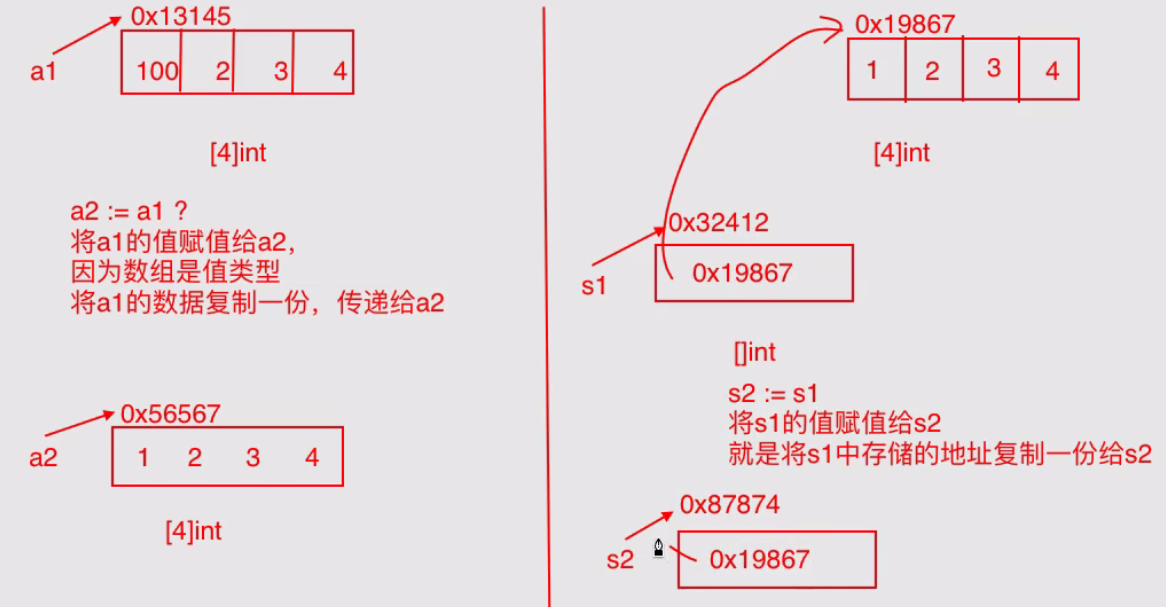 0x13145
a1
100 2 3 4
[4]int
a2 := a1 ?
将a1的值赋值给a2,
因为数组是值类型
将a1的数据复制一份，传递给a2
0x56567
a2
1 2 3 4
[4]int
0x19867
1 2 3 4
[4]int
0x32412
s1
0x19867
[]int
s2 := s1
将s1的值赋值给s2
就是将s1中存储的地址复制一份给s2
0x87874
s2
0x19867